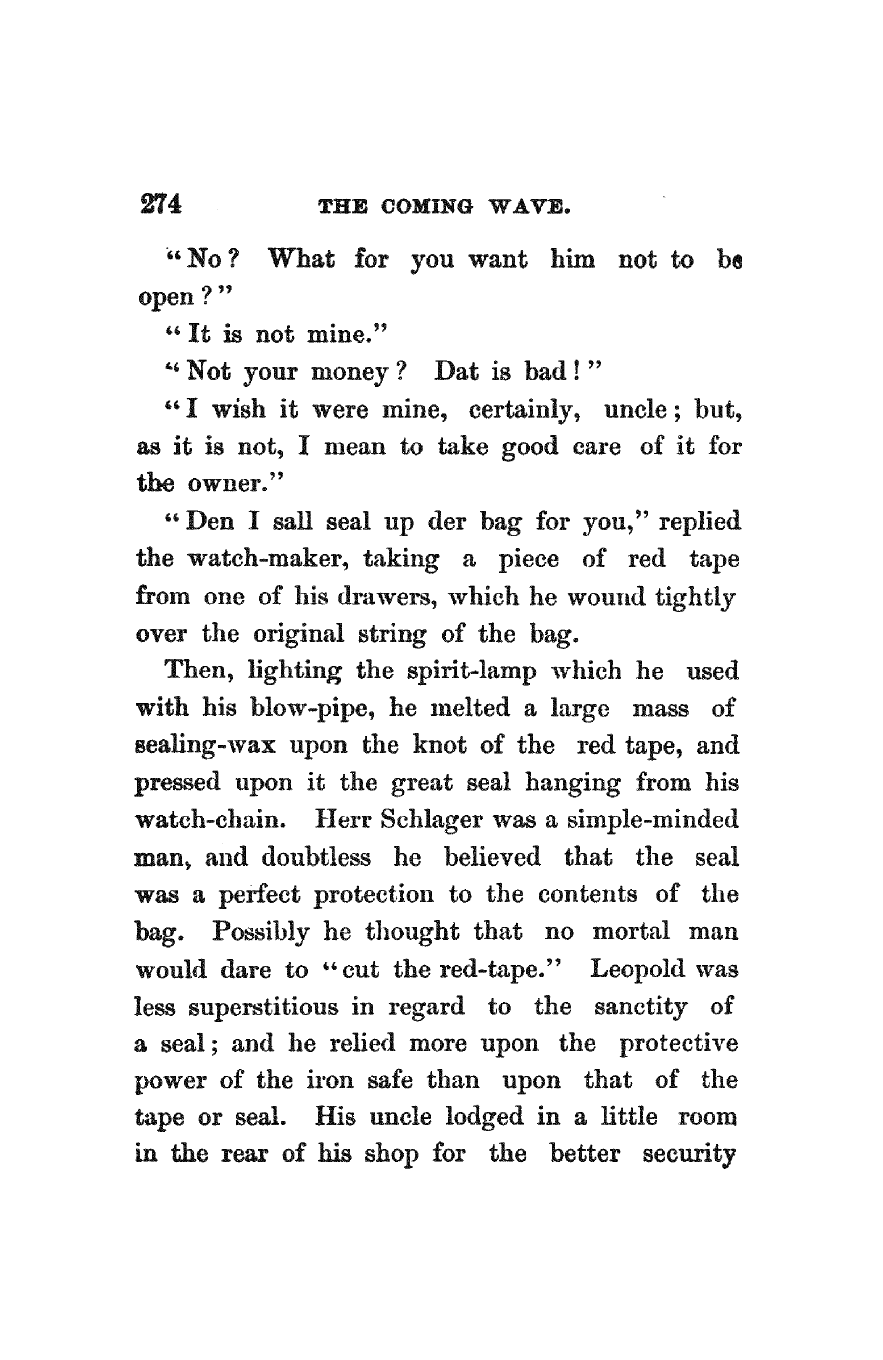 274 THE COMING WAVE.
“No? What for you want him not to be
open?”
“It is not mine.”
“Not your money? Dat is bad!”
“I wish it were mine, certainly, uncle; but,
as it is not, I mean to take good care of it for
the owner.”
“Den I sall seal up der bag for you,” replied
the watch-maker, taking a piece of red tape
from one of his drawers, which he wound tightly
over the original string of the bag.
Then, lighting the spirit-lamp which he used
with his blow-pipe, he melted a large mass of
sealing-wax upon the knot of the red tape, and
pressed upon it the great seal hanging from his
watch-chain. Herr Schlager was a simple-minded
man, and doubtless he believed that the seal
was a perfect protection to the contents of the
bag. Possibly he thought that no mortal man
would dare to “cut the red-tape.” Leopold was
less superstitious in regard to the sanctity of
a seal; and he relied more upon the protective
power of the iron safe than upon that of the
tape or seal. His uncle lodged in a little room
in the rear of his shop for the better security